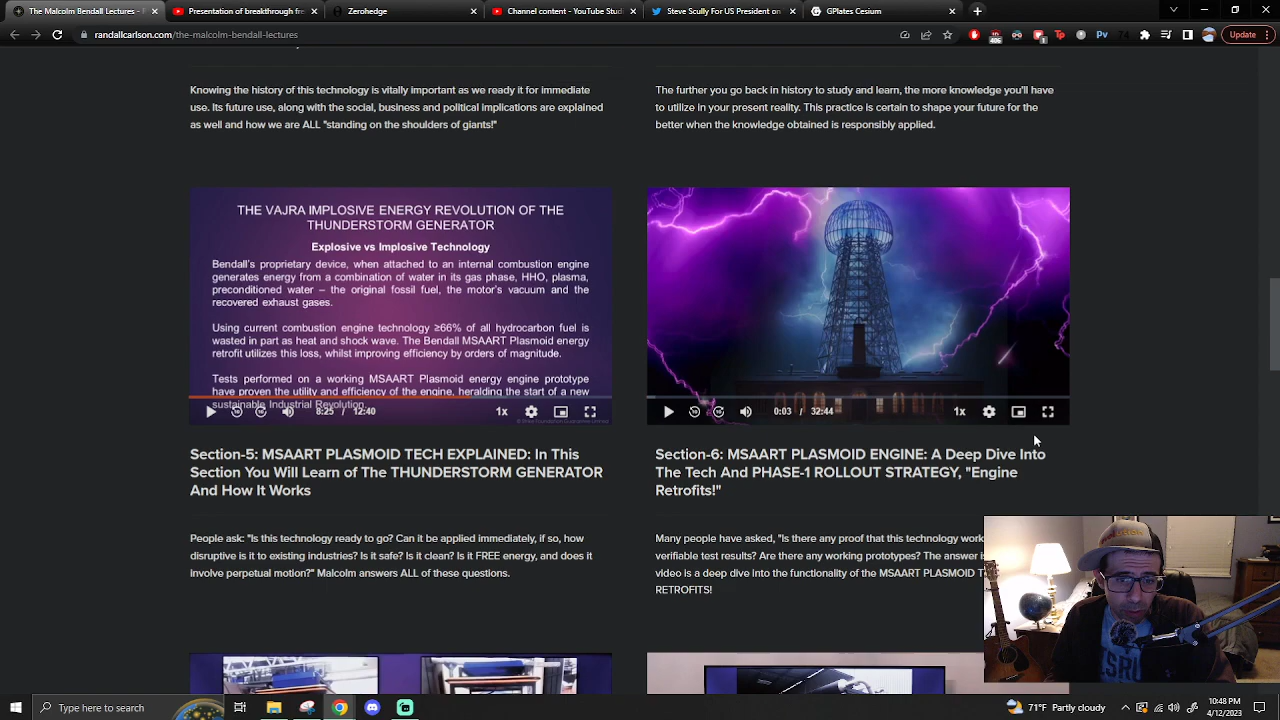 The Malcolm Bendall Lectures - R
Presentation of breakthrough fre
Zerohedge
Channel content - YouTube Studi
Steve Scully For US President on
GPlates Cesium
randallcarlson.com/the-malcolm-bendall-lectures
Update
Knowing the history of this technology is vitally important as we ready it for immediate
use. Its future use, along with the social, business and political implications are explained
as well and how we are ALL "standing on the shoulders of giants!"
The further you go back in history to study and learn, the more knowledge you'll have
to utilize in your present reality. This practice is certain to shape your future for the
better when the knowledge obtained is responsibly applied.
THE VAJRA IMPLOSIVE ENERGY REVOLUTION OF THE
THUNDERSTORM GENERATOR
Explosive vs Implosive Technology
Bendall's proprietary device, when attached to an internal combustion engine
generates energy from a combination of water in its gas phase, HHO, plasma,
preconditioned water – the original fossil fuel, the motor's vacuum and the
recovered exhaust gases.
Using current combustion engine technology ≥66% of all hydrocarbon fuel is
wasted in part as heat and shock wave. The Bendall MSAART Plasmoid energy
retrofit utilizes this loss, whilst improving efficiency by orders of magnitude.
Tests performed on a working MSAART Plasmoid energy engine prototype
have proven the utility and efficiency of the engine, heralding the start of a new
sustainable Industrial Revolution
8:25 / 12:40
1x
0:03 / 32:44
1x
Section-5: MSAART PLASMOID TECH EXPLAINED: In This
Section You Will Learn of The THUNDERSTORM GENERATOR
And How It Works
Section-6: MSAART PLASMOID ENGINE: A Deep Dive Into
The Tech And PHASE-1 ROLLOUT STRATEGY, "Engine
Retrofits!"
People ask: "Is this technology ready to go? Can it be applied immediately, if so, how
disruptive is it to existing industries? Is it safe? Is it clean? Is it FREE energy, and does it
involve perpetual motion?" Malcolm answers ALL of these questions.
Many people have asked, "Is there any proof that this technology work
verifiable test results? Are there any working prototypes? The answer is
video is a deep dive into the functionality of the MSAART PLASMOID T
RETROFITS!
Type here to search
71°F Partly cloudy
10:48 PM
4/12/2023